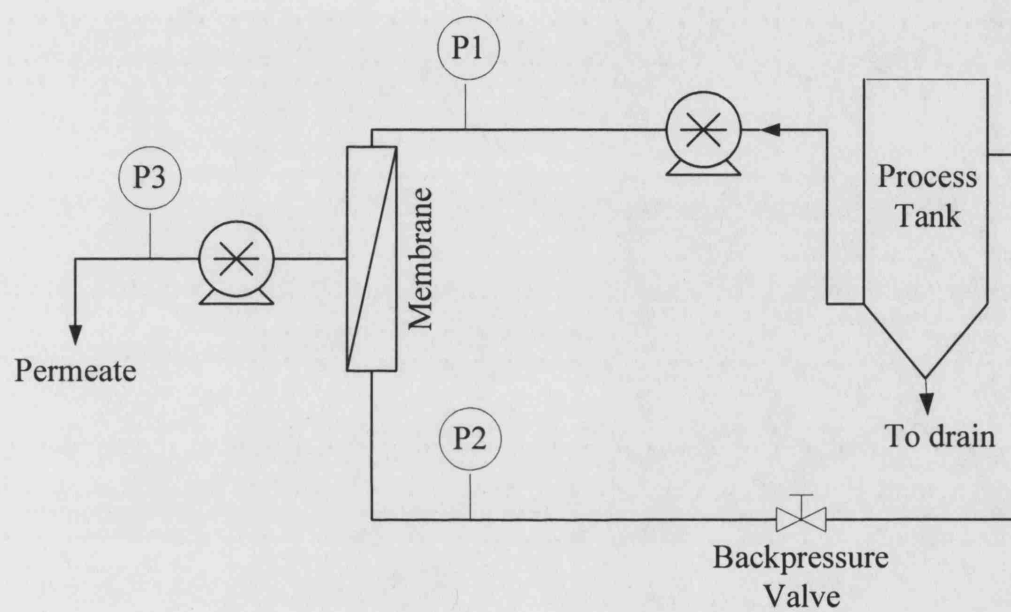 P1
P3
Process
Tank
Membrane
Permeate
P2
To drain
Backpressure
Valve